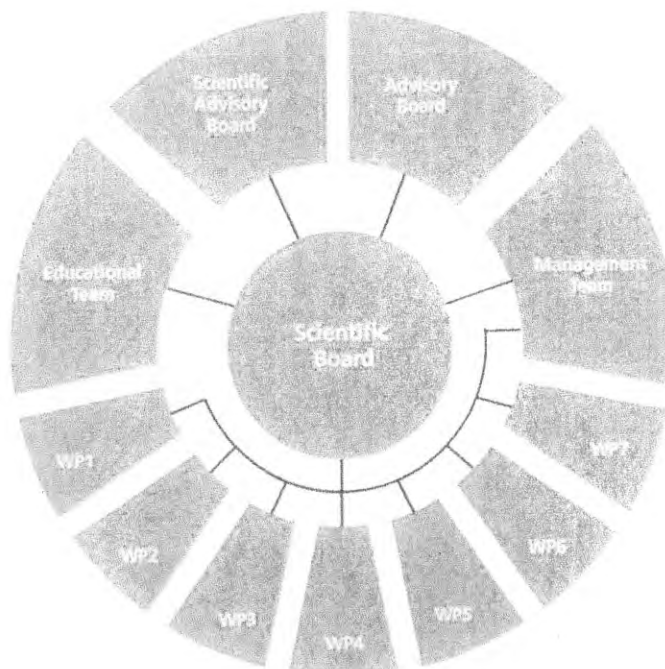 Scientific
Advisory
Board
Advisory
Board
Educational
Team
Management
Team
Scientific
Board
WP1
WP2
WP3
WP4
WP5
WP6
WP7